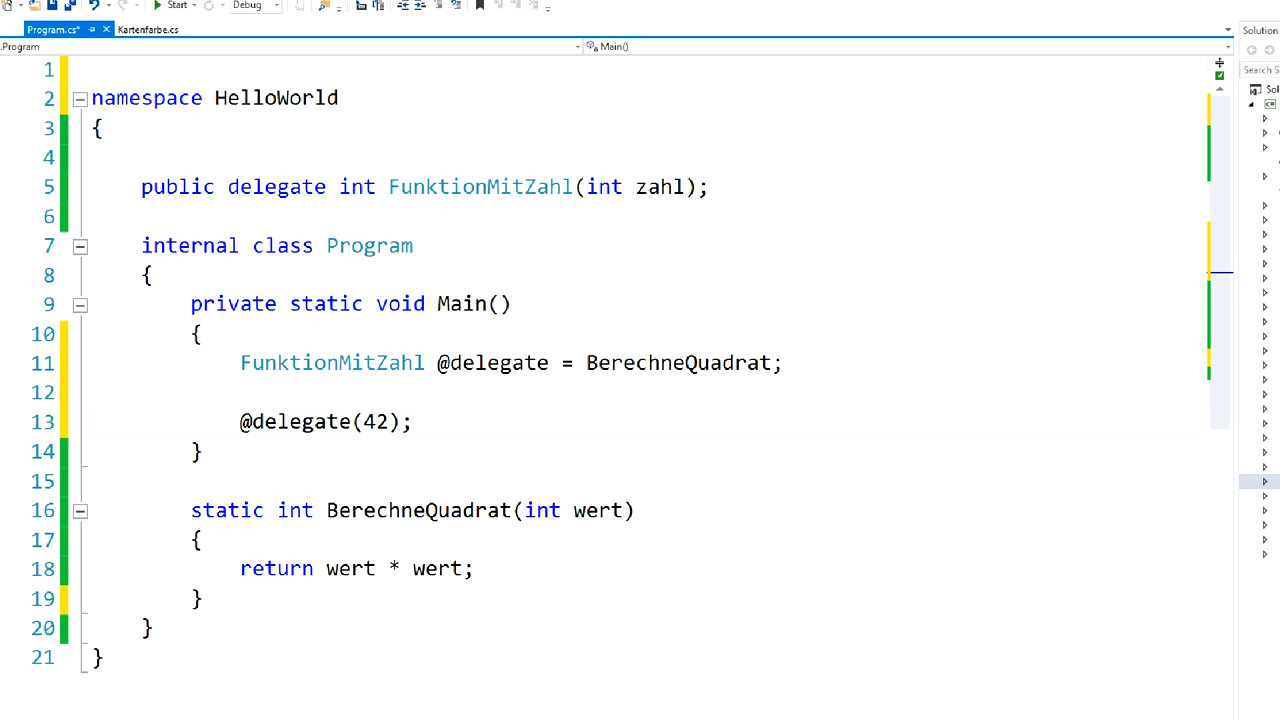 Start
Debug
Program.cs*
Kartenfarbe.cs
Solution
.Program
Main()
Search S
Sol
1
2 namespace HelloWorld
3 {
4
5 public delegate int FunktionMitZahl(int zahl);
6
7 internal class Program
8 {
9 private static void Main()
10 {
11 FunktionMitZahl @delegate = BerechneQuadrat;
12
13 @delegate(42);
14 }
15
16 static int BerechneQuadrat(int wert)
17 {
18 return wert * wert;
19 }
20 }
21 }